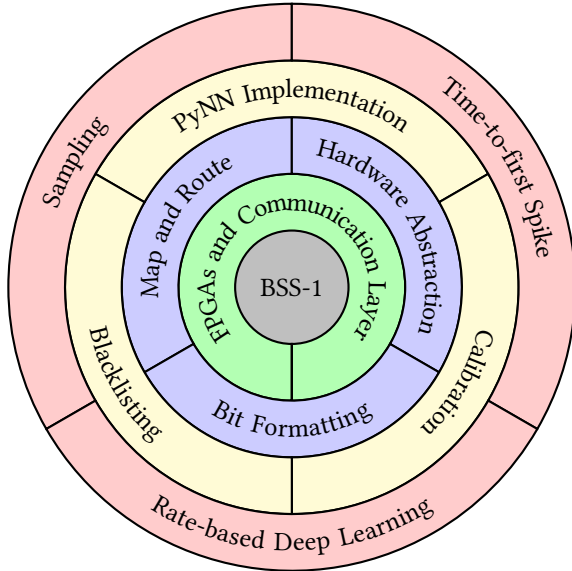 Sampling
Time-to-first Spike
PyNN Implementation
Map and Route
Hardware Abstraction
FPGAs and Communication Layer
BSS-1
Blacklisting
Calibration
Bit Formatting
Rate-based Deep Learning